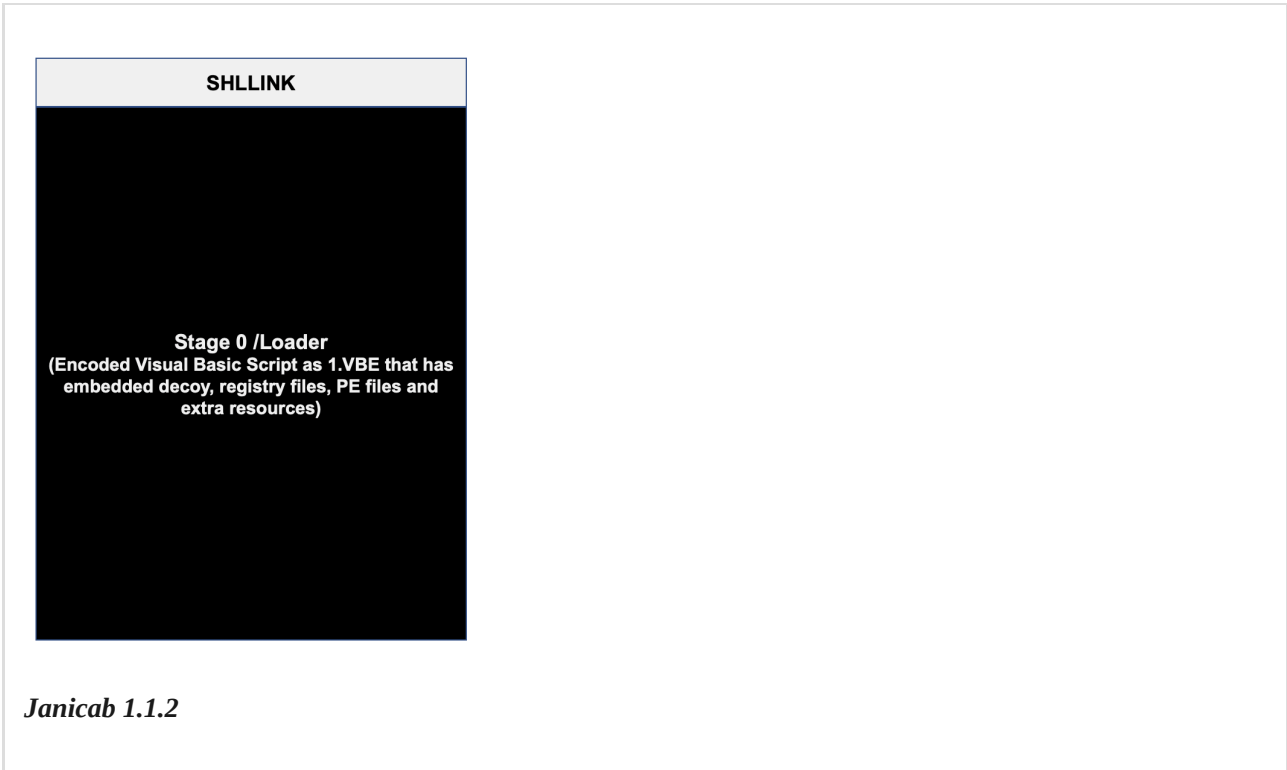 SHLLINK
Stage 0 /Loader
(Encoded Visual Basic Script as 1.VBE that has
embedded decoy, registry files, PE files and
extra resources)
Janicab 1.1.2